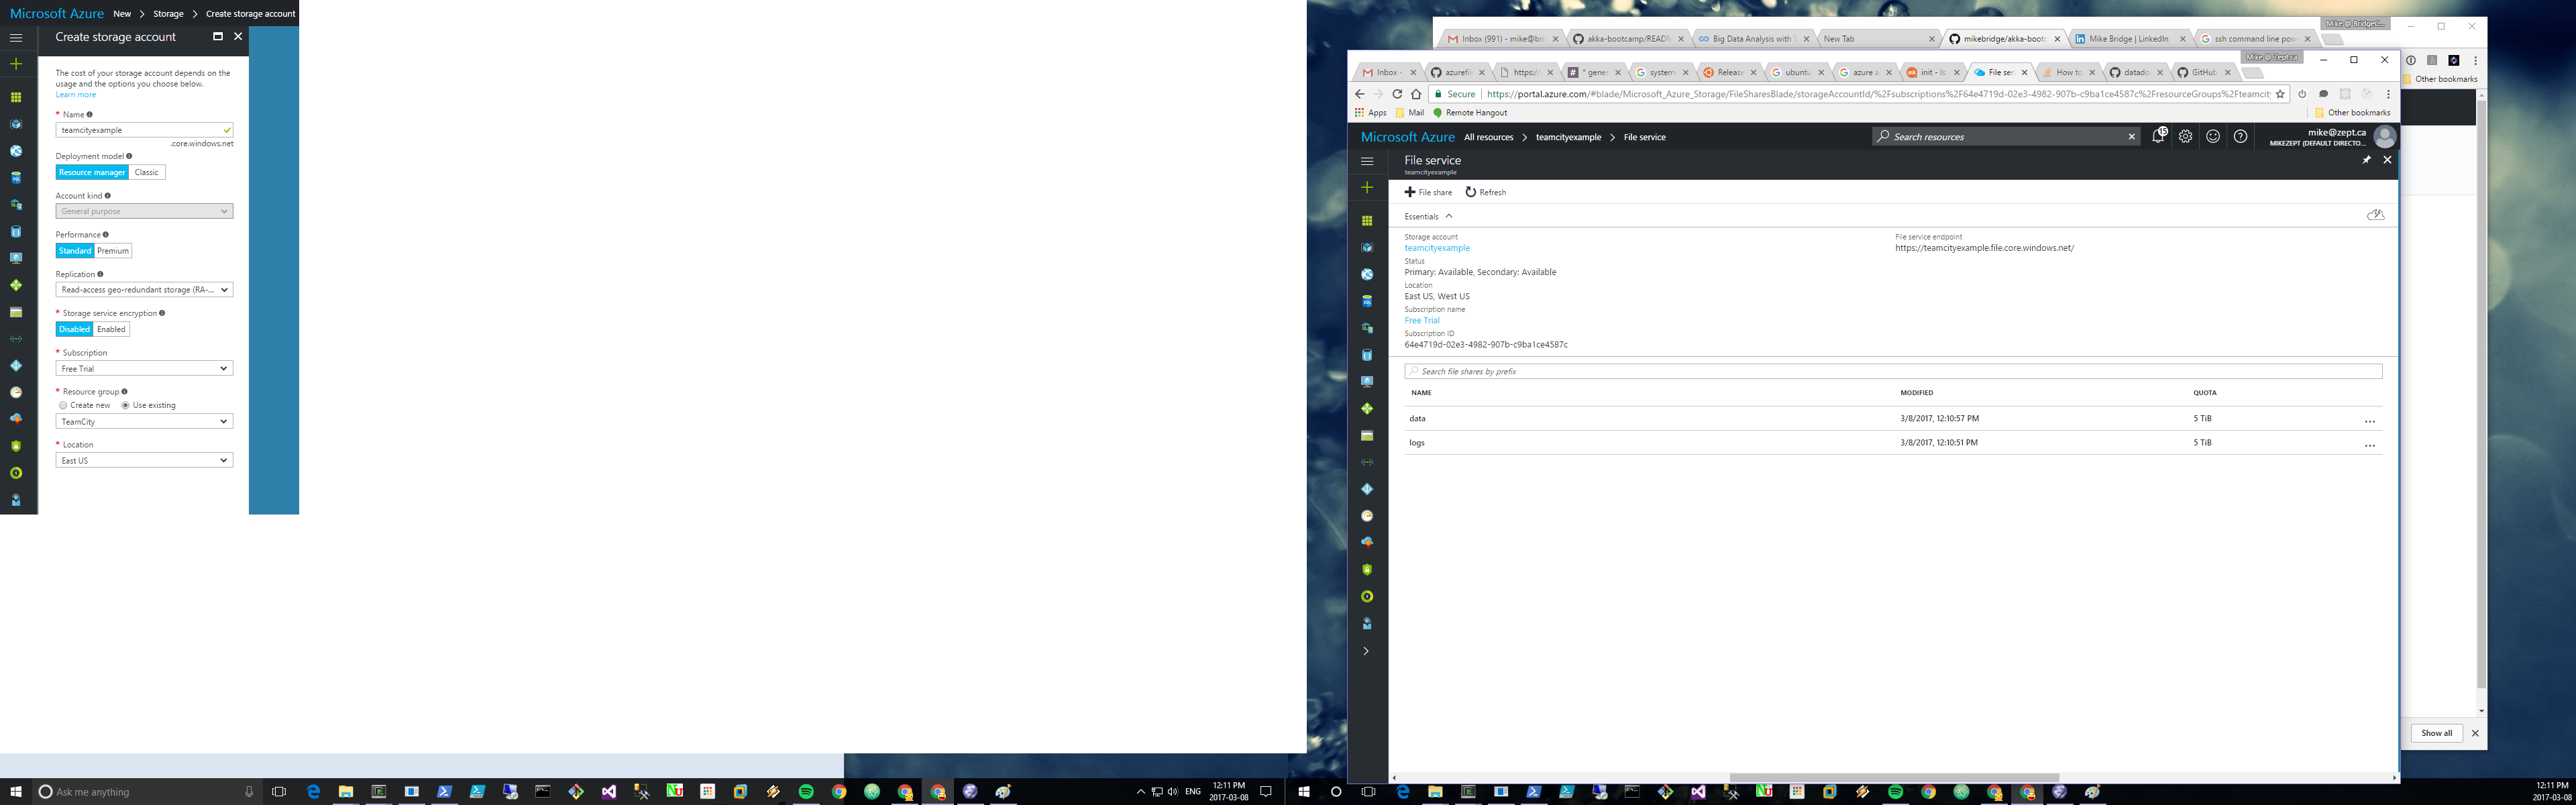 Microsoft Azure New > Storage > Create storage account
Create storage account
The cost of your storage account depends on the
usage and the options you choose below.
Learn more
* Name
teamcityexample
.core.windows.net
Deployment model
Resource manager Classic
Account kind
General purpose
Performance
Standard Premium
Replication
Read-access geo-redundant storage (RA-...
* Storage service encryption
Disabled Enabled
* Subscription
Free Trial
* Resource group
Create new Use existing
TeamCity
* Location
East US
Ask me anything
ENG
12:11 PM
2017-03-08
Mike @ BridgeC...
Inbox (991) - mike@bri
akka-bootcamp/READM
Big Data Analysis with S
New Tab
mikebridge/akka-bootc
Mike Bridge | LinkedIn
ssh command line pow
Other bookmarks
Mike @ Zept.ca
Inbox -
azurefil
https://
* gener
system
Release
ubuntu
azure a
init - Is
File ser
How to
datado
GitHub
Secure https://portal.azure.com/#blade/Microsoft_Azure_Storage/FileSharesBlade/storageAccountId/%2Fsubscriptions%2F64e4719d-02e3-4982-907b-c9ba1ce4587c%2FresourceGroups%2Fteamcity
Apps Mail Remote Hangout Other bookmarks
Microsoft Azure All resources > teamcityexample > File service
Search resources
15
mike@zept.ca
MIKEZEPT (DEFAULT DIRECTO...
File service
teamcityexample
File share Refresh
Essentials
Storage account
teamcityexample
Status
Primary: Available, Secondary: Available
Location
East US, West US
Subscription name
Free Trial
Subscription ID
64e4719d-02e3-4982-907b-c9ba1ce4587c
File service endpoint
https://teamcityexample.file.core.windows.net/
Search file shares by prefix
NAME MODIFIED QUOTA
data 3/8/2017, 12:10:57 PM 5 TiB ...
logs 3/8/2017, 12:10:51 PM 5 TiB ...
Show all
12:11 PM
2017-03-08